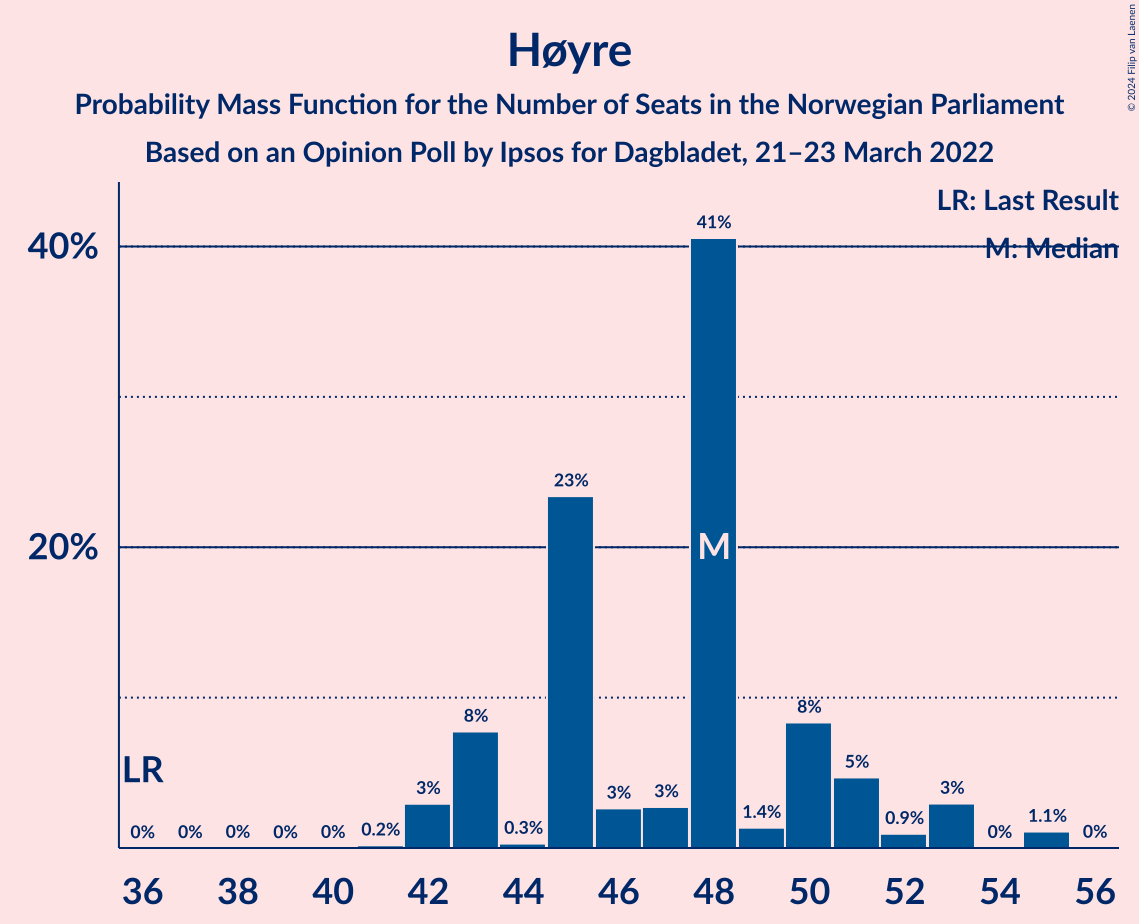 Høyre
Probability Mass Function for the Number of Seats in the Norwegian Parliament
Based on an Opinion Poll by Ipsos for Dagbladet, 21–23 March 2022
© 2024 Filip van Laenen
LR: Last Result
M: Median
40%
20%
41%
23%
M
8%
8%
5%
LR
3%
3%
3%
3%
1.4%
0.9%
1.1%
0%
0%
0%
0%
0%
0.2%
0.3%
0%
0%
36 38 40 42 44 46 48 50 52 54 56